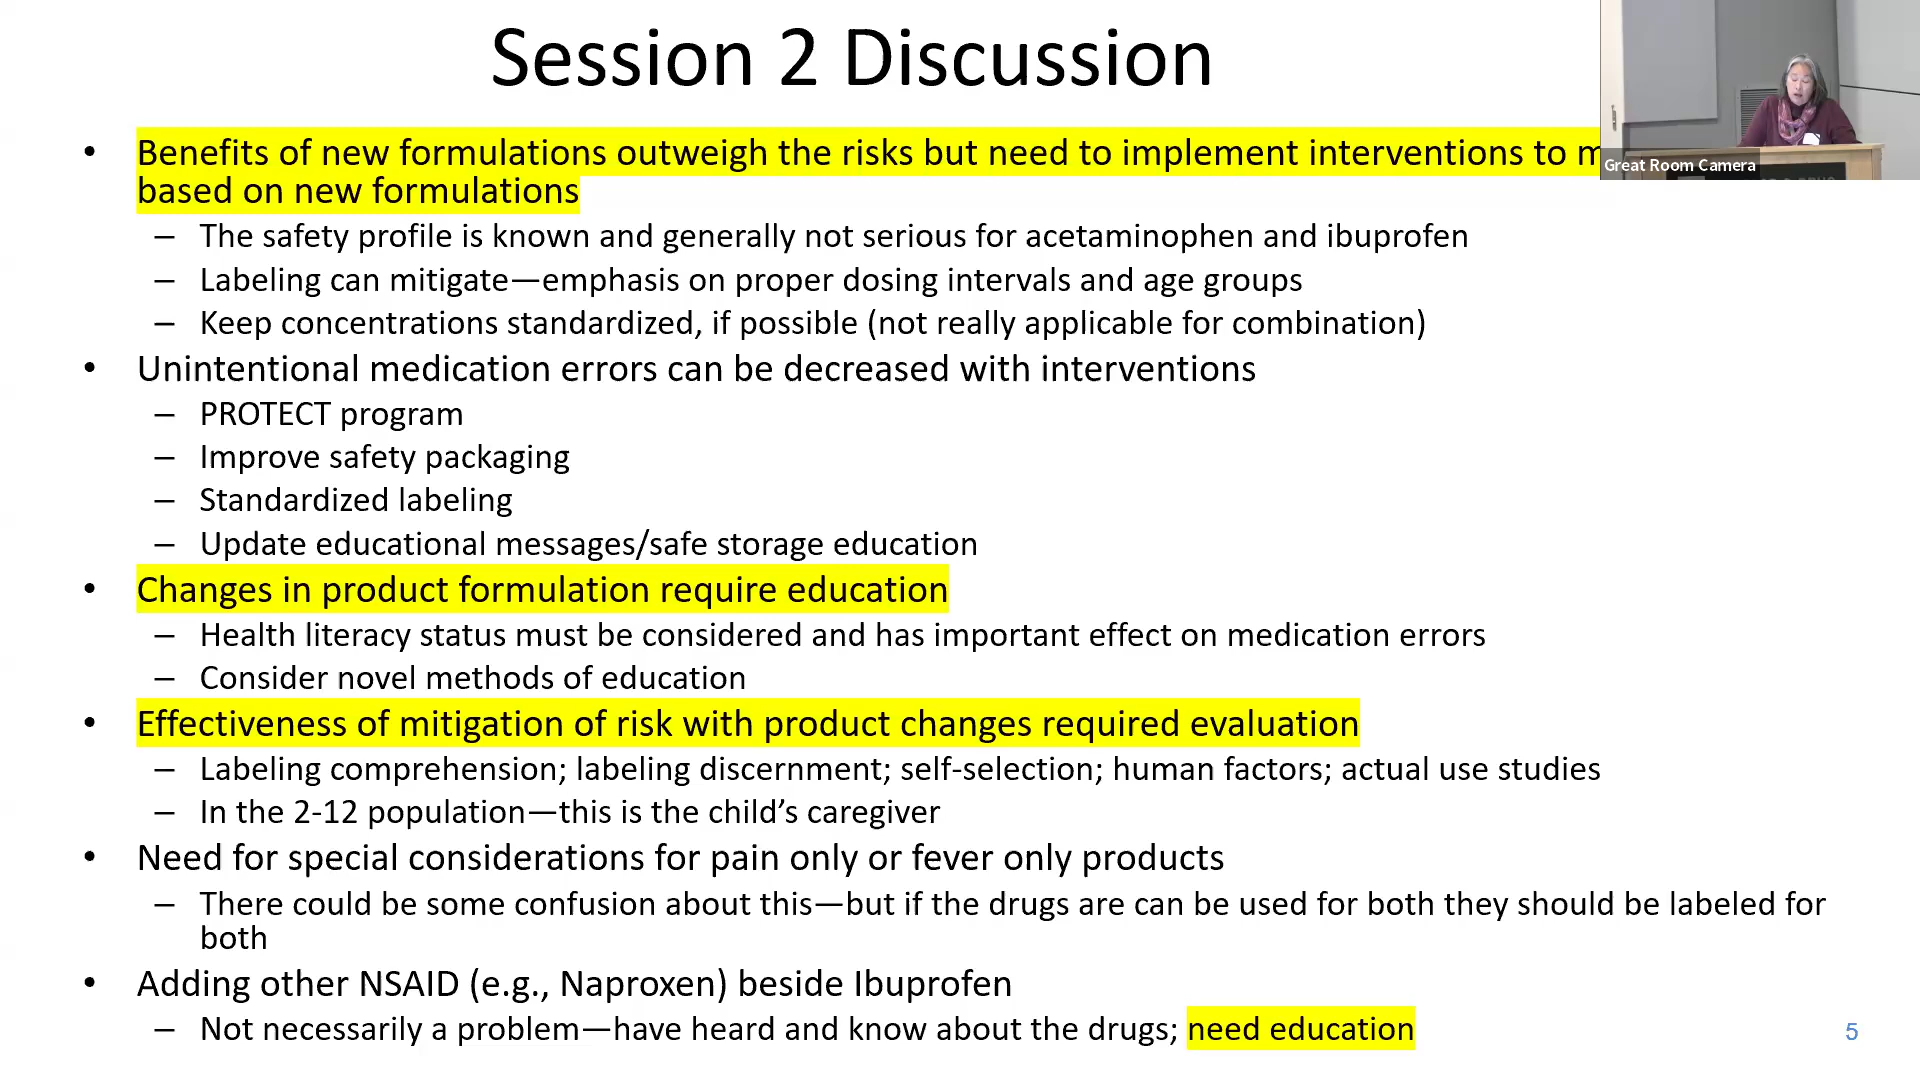 Session 2 Discussion
• Benefits of new formulations outweigh the risks but need to implement interventions to
based on new formulations
– The safety profile is known and generally not serious for acetaminophen and ibuprofen
– Labeling can mitigate—emphasis on proper dosing intervals and age groups
– Keep concentrations standardized, if possible (not really applicable for combination)
• Unintentional medication errors can be decreased with interventions
– PROTECT program
– Improve safety packaging
– Standardized labeling
– Update educational messages/safe storage education
• Changes in product formulation require education
– Health literacy status must be considered and has important effect on medication errors
– Consider novel methods of education
• Effectiveness of mitigation of risk with product changes required evaluation
– Labeling comprehension; labeling discernment; self-selection; human factors; actual use studies
– In the 2-12 population—this is the child’s caregiver
• Need for special considerations for pain only or fever only products
– There could be some confusion about this—but if the drugs are can be used for both they should be labeled for
both
• Adding other NSAID (e.g., Naproxen) beside Ibuprofen
– Not necessarily a problem—have heard and know about the drugs; need education
5
Great Room Camera